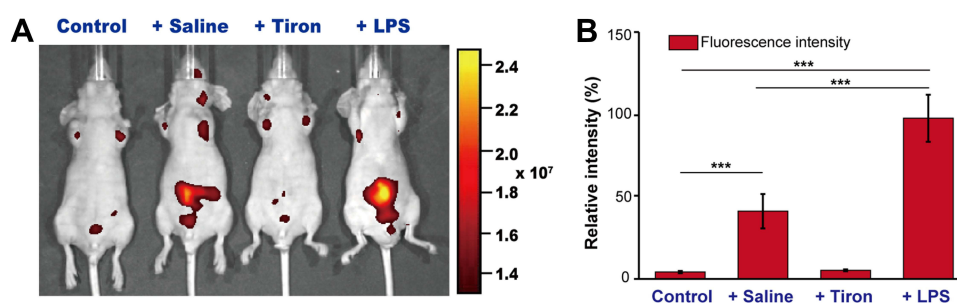 A
Control + Saline + Tiron + LPS
2.4
2.2
2.0
x 10⁷
1.8
1.6
1.4
B
150
100
50
0
Relative intensity (%)
Fluorescence intensity
***
***
***
Control + Saline + Tiron + LPS